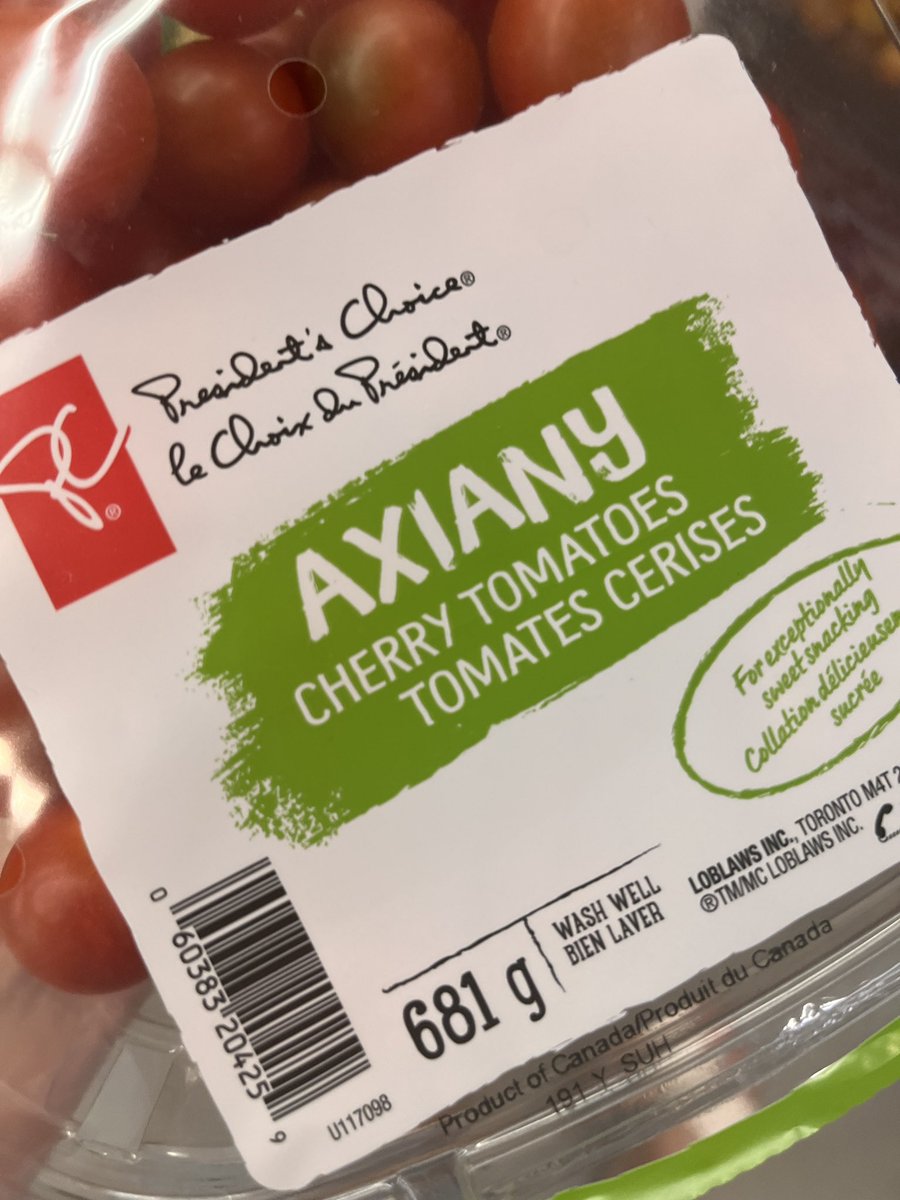 President's Choice®
le Choix du Président®
PC®
AXIANY
CHERRY TOMATOES
TOMATES CERISES
For exceptionally
sweet snacking
Collation
sucrée
LOBLAWS INC., TORONTO M4T
®TM/MC LOBLAWS INC.
WASH WELL
BIEN LAVER
681 g
0 60383 20425 9
U117098
Product of Canada/Produit du Canada
191 Y SUH